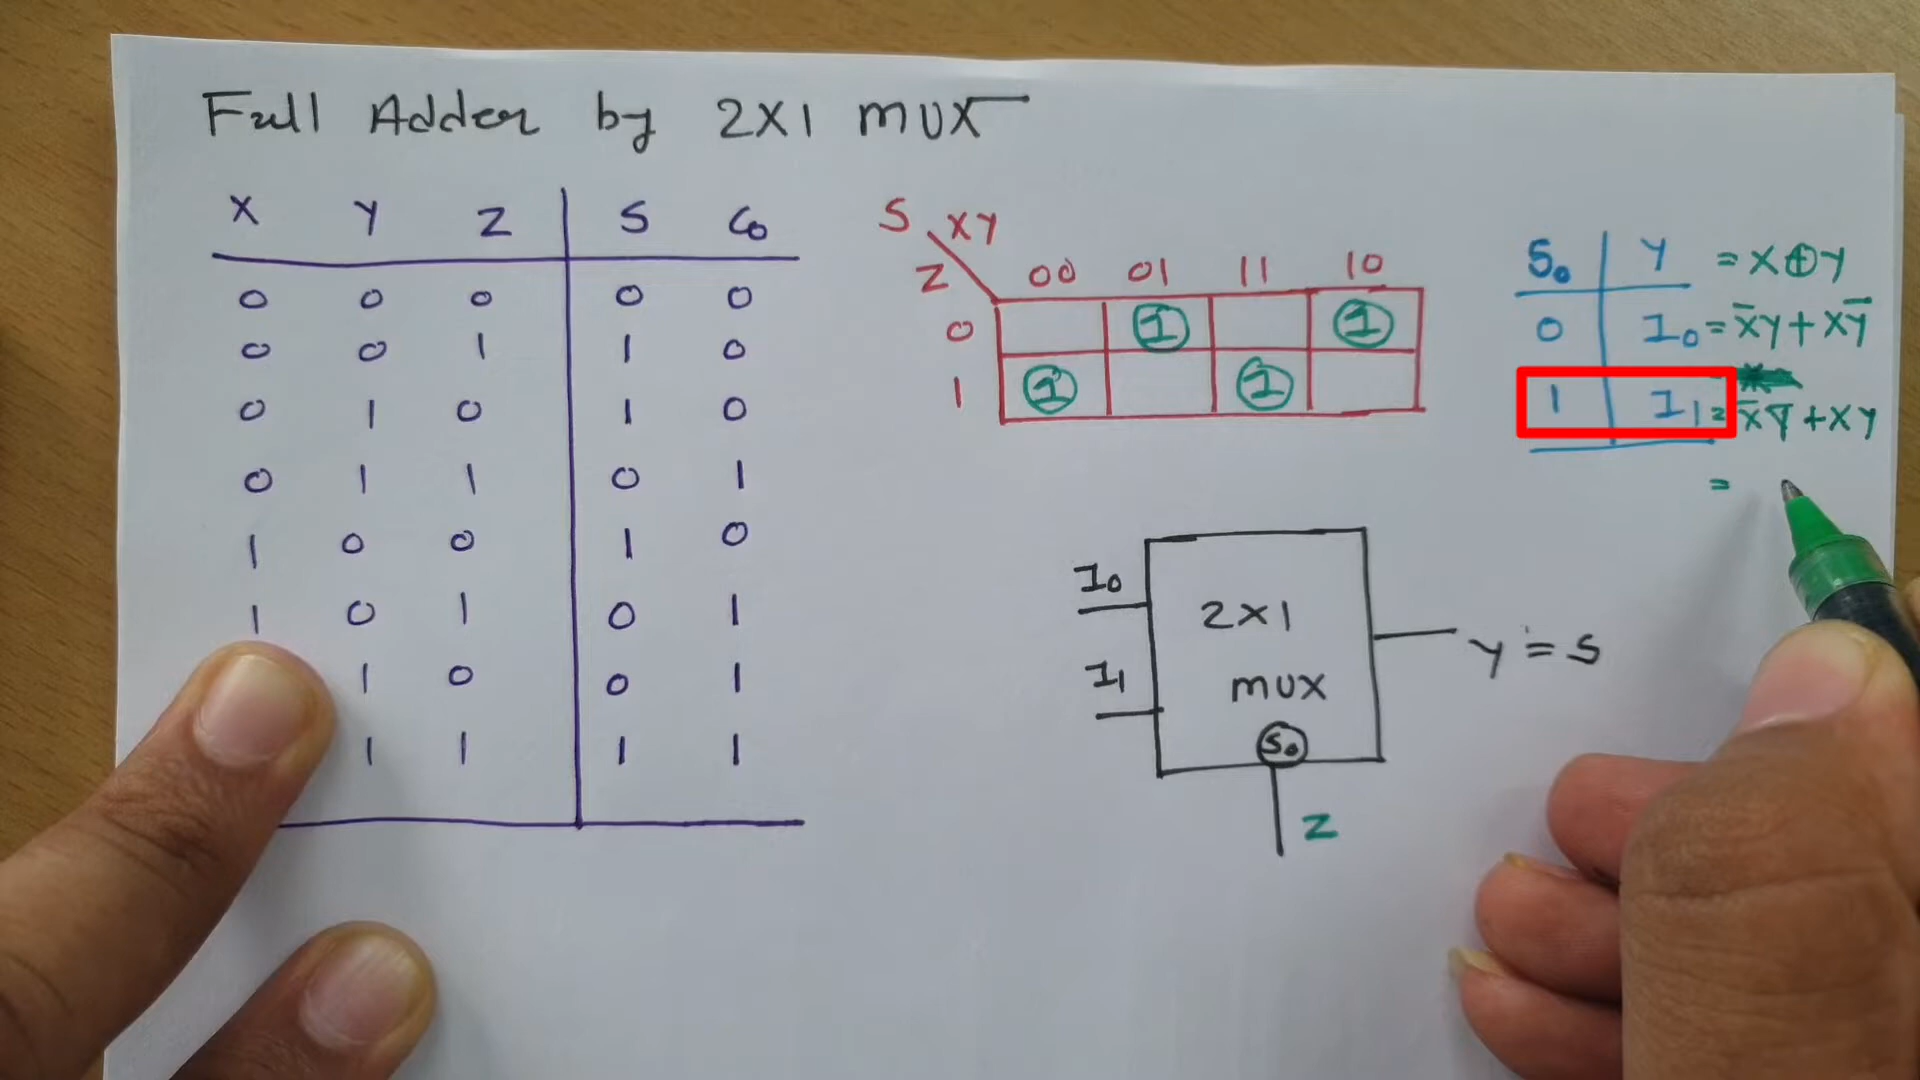 Full Adder by 2X1 MUX
X Y Z S C₀
0 0 0 0 0
0 0 1 1 0
0 1 0 1 0
0 1 1 0 1
1 0 0 1 0
1 0 1 0 1
1 0 0 1
1 1 1 1
S XY
Z 00 01 11 10
0 1 1
1 1 1
S₀ Y = X⊕Y
0 I₀ = X̅Y + XY̅
1 I₁ = X̅Y̅ + XY
=
I₀
I₁
2X1
MUX
S₀
Z
Y = S